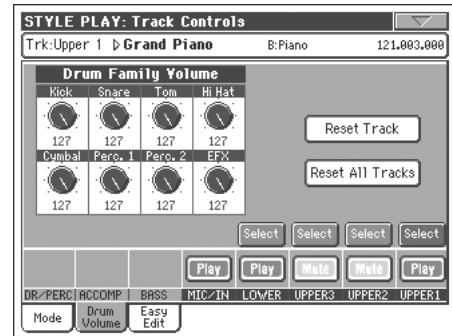 STYLE PLAY: Track Controls
Trk:Upper 1 Grand Piano B:Piano 121.003.000
Drum Family Volume
Kick Snare Tom Hi Hat
127 127 127 127
Cymbal Perc. 1 Perc. 2 EFX
127 127 127 127
Reset Track
Reset All Tracks
Select Select Select Select
Play Play Mute Mute Play
DR/PERC ACCOMP BASS MIC/IN LOWER UPPER3 UPPER2 UPPER1
Mode Drum Volume Easy Edit